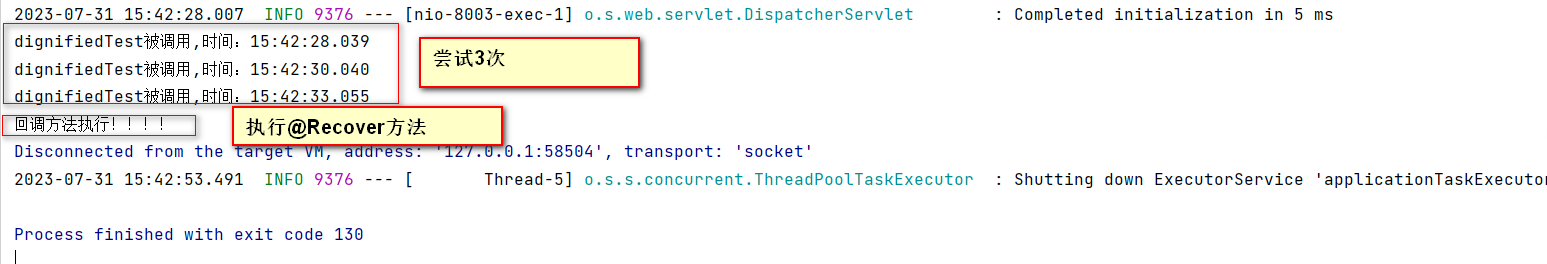 2023-07-31 15:42:28.007  INFO 9376 --- [nio-8003-exec-1] o.s.web.servlet.DispatcherServlet        : Completed initialization in 5 ms
dignifiedTest被调用,时间：15:42:28.039
尝试3次
dignifiedTest被调用,时间：15:42:30.040
dignifiedTest被调用,时间：15:42:33.055
回调方法执行！！！！
执行@Recover方法
Disconnected from the target VM, address: '127.0.0.1:58504', transport: 'socket'
2023-07-31 15:42:53.491  INFO 9376 --- [       Thread-5] o.s.s.concurrent.ThreadPoolTaskExecutor  : Shutting down ExecutorService 'applicationTaskExecutor
Process finished with exit code 130